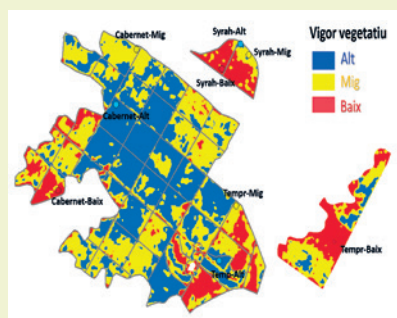 Cabernet-Mig
Syrah-Alt
Syrah-Mig
Syrah-Baix
Vigor vegetatiu
Alt
Mig
Baix
Cabernet-Alt
Cabernet-Baix
Tempr-Mig
Temp-Alt
Tempr-Baix